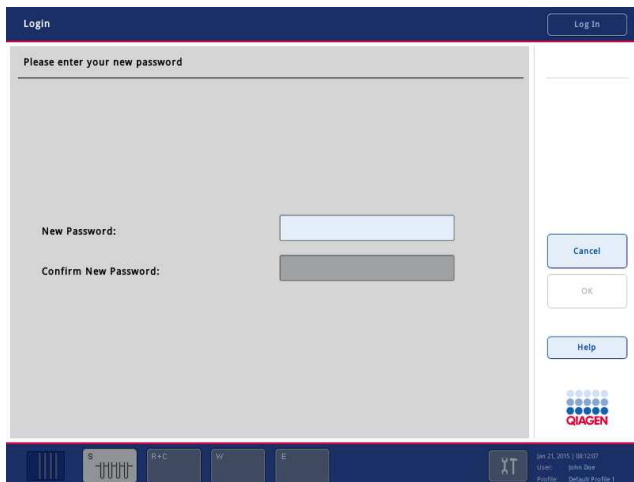 Login
Log In
Please enter your new password
New Password:
Confirm New Password:
Cancel
OK
Help
QIAGEN
S
R+C
W
E
Jan 21, 2015 | 08:12:07
User: John Doe
Profile: Default Profile 1